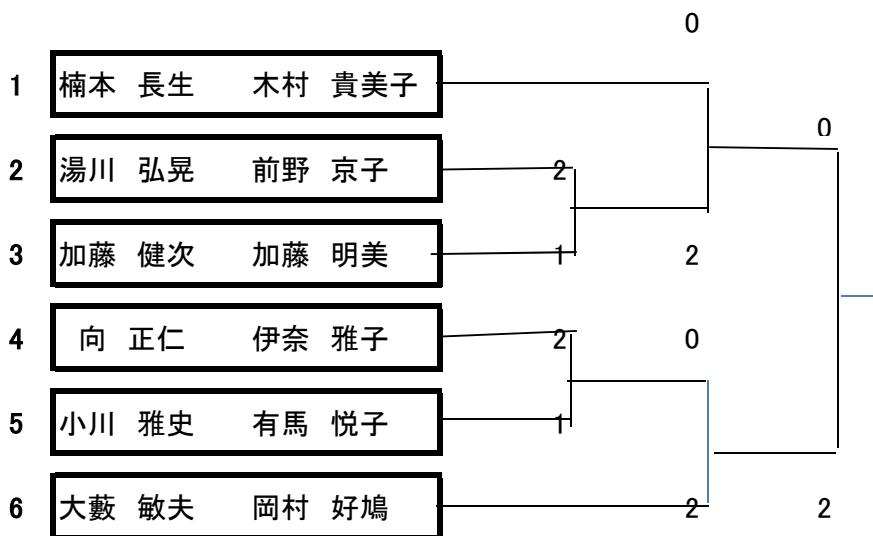 0
1 楠本 長生 木村 貴美子
0
2 湯川 弘晃 前野 京子 2
3 加藤 健次 加藤 明美 1 2
4 向 正仁 伊奈 雅子 2 0
5 小川 雅史 有馬 悦子 1
6 大藪 敏夫 岡村 好鳩 2 2